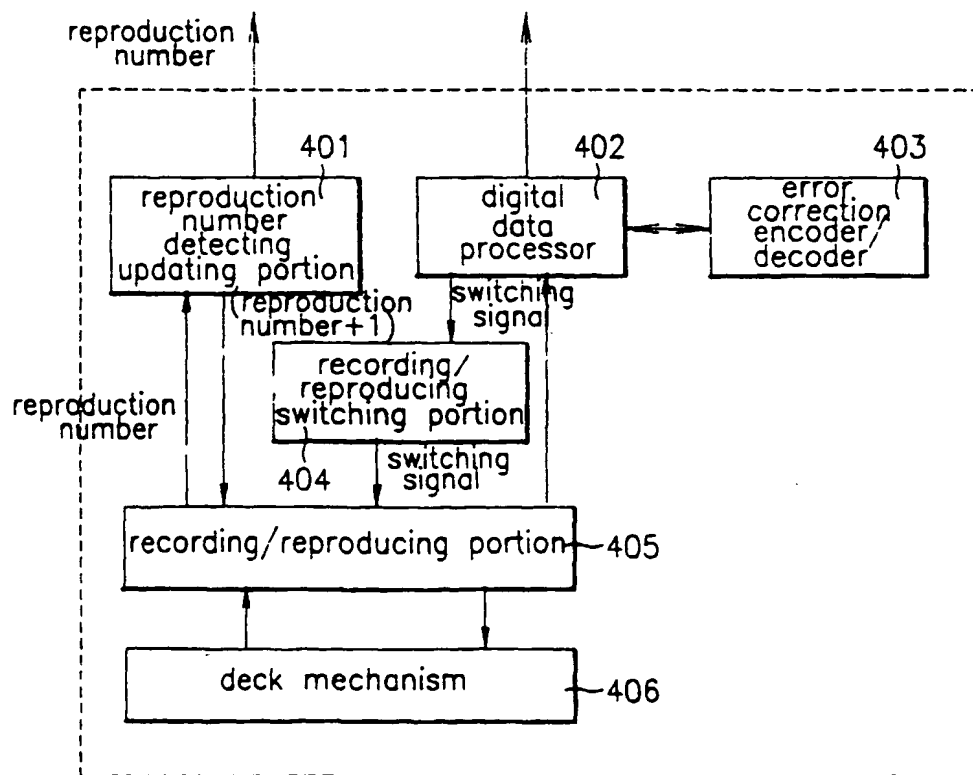 reproduction
number
401
402
403
reproduction
number
detecting
updating portion
digital
data
processor
error
correction
encoder/
decoder
(reproduction
number+1)
switching
signal
recording/
reproducing
switching portion
reproduction
number
404
switching
signal
recording/reproducing portion
405
deck mechanism
406